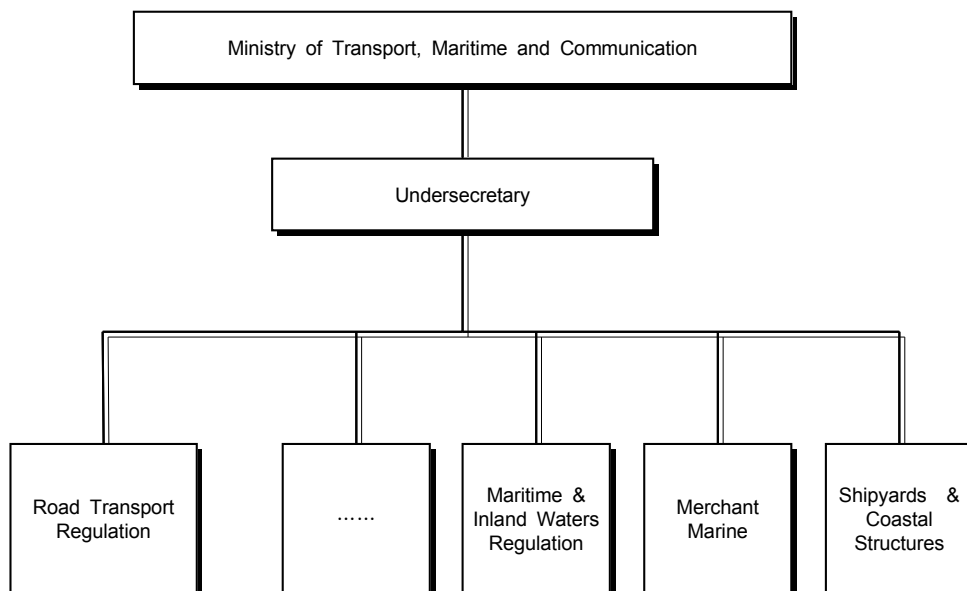 Ministry of Transport, Maritime and Communication
Undersecretary
Road Transport
Regulation
……
Maritime &
Inland Waters
Regulation
Merchant
Marine
Shipyards &
Coastal
Structures